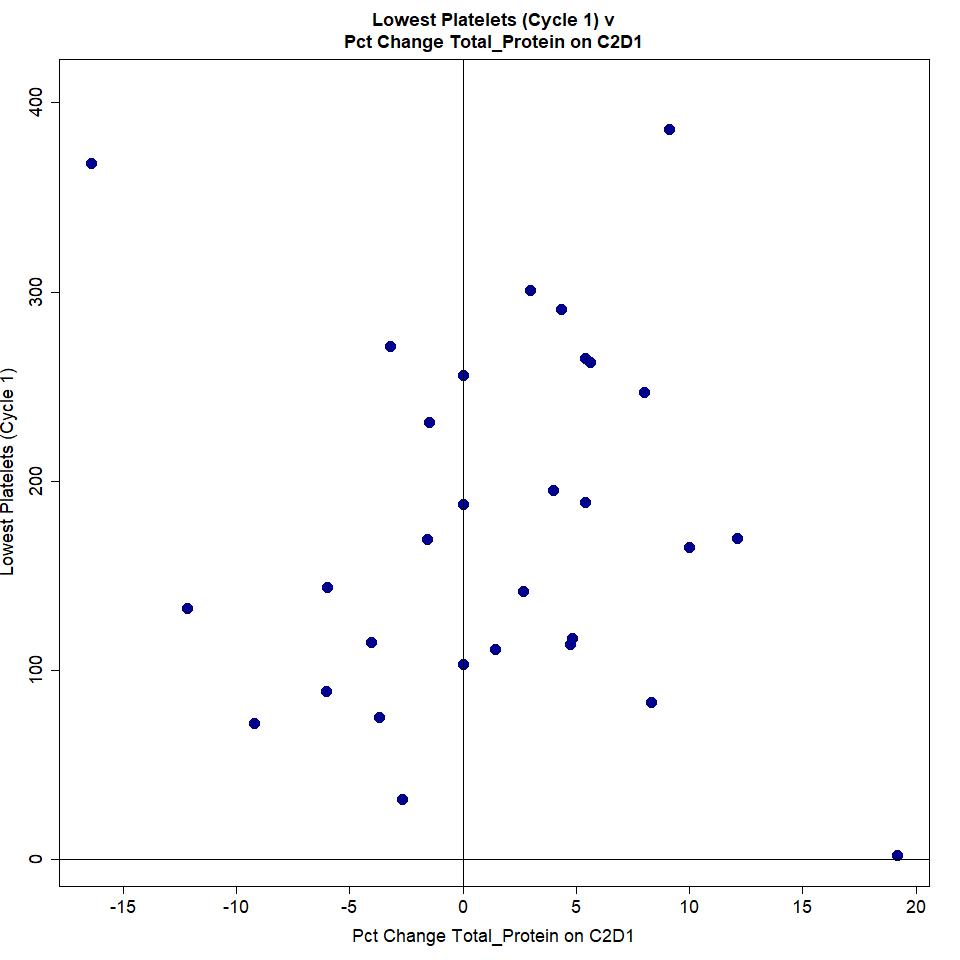 Lowest Platelets (Cycle 1) v
Pct Change Total_Protein on C2D1
400
300
200
100
0
Lowest Platelets (Cycle 1)
-15 -10 -5 0 5 10 15 20
Pct Change Total_Protein on C2D1